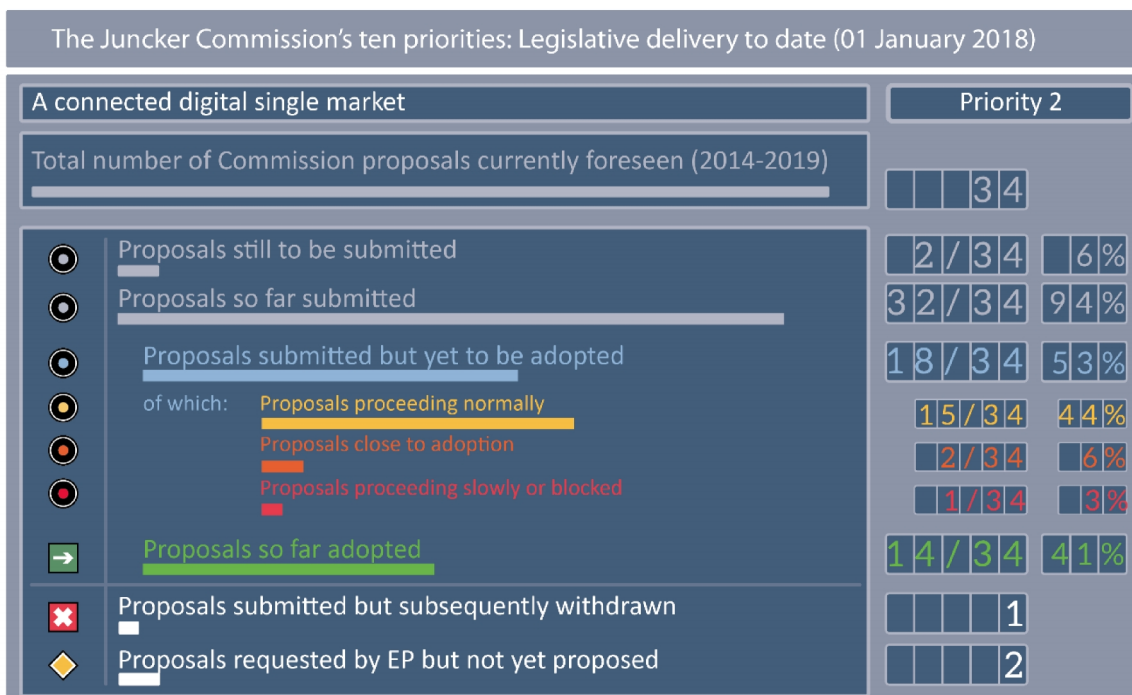 The Juncker Commission's ten priorities: Legislative delivery to date (01 January 2018)
A connected digital single market Priority 2
Total number of Commission proposals currently foreseen (2014-2019)
34
Proposals still to be submitted 2/34 6%
Proposals so far submitted 32/34 94%
Proposals submitted but yet to be adopted 18/34 53%
of which: Proposals proceeding normally 15/34 44%
Proposals close to adoption 2/34 6%
Proposals proceeding slowly or blocked 1/34 3%
Proposals so far adopted 14/34 41%
Proposals submitted but subsequently withdrawn 1
Proposals requested by EP but not yet proposed 2